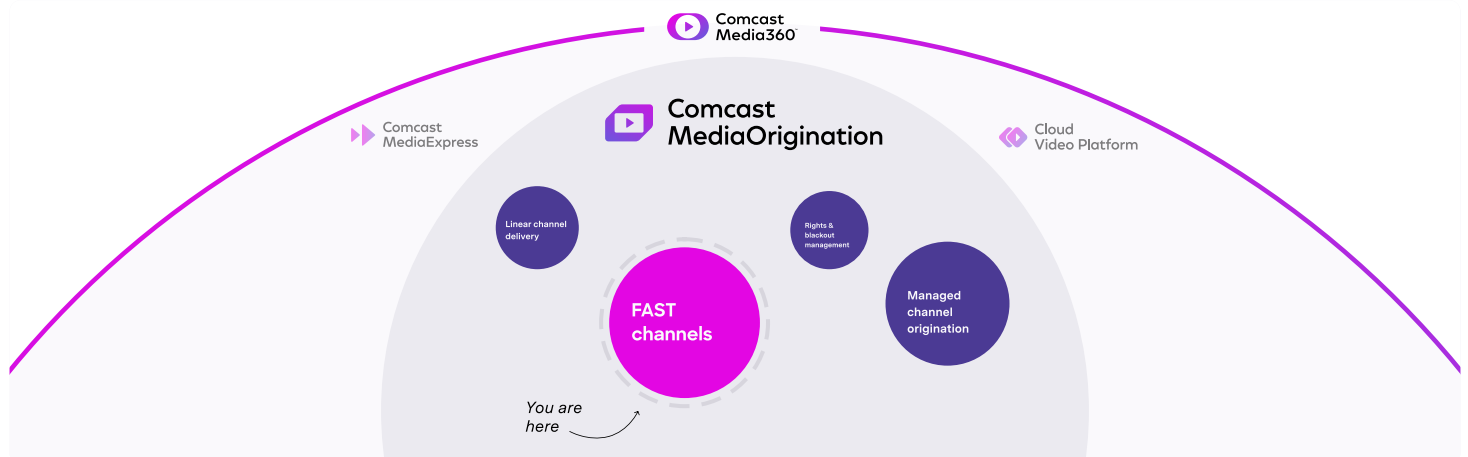 Comcast
Media360
Comcast
MediaOrigination
Comcast
MediaExpress
Cloud
Video Platform
Linear channel
delivery
Rights &
blackout
management
Managed
channel
origination
FAST
channels
You are
here